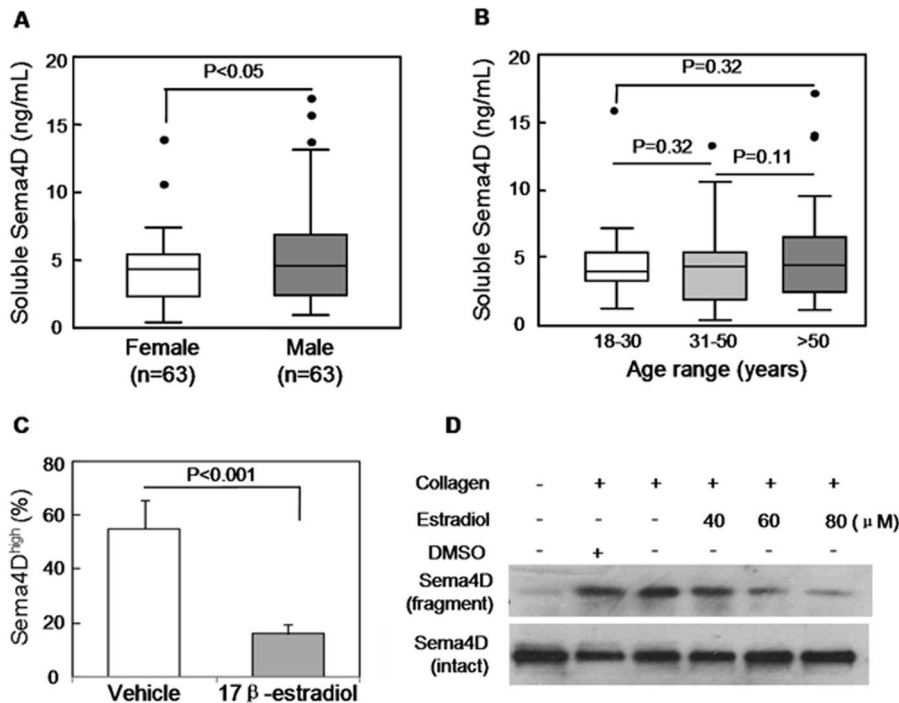 A
Soluble Sema4D (ng/mL)
20
15
10
5
0
P<0.05
Female
(n=63)
Male
(n=63)
B
Soluble Sema4D (ng/mL)
20
15
10
5
0
P=0.32
P=0.32
P=0.11
18-30
31-50
>50
Age range (years)
C
Sema4Dhigh (%)
80
60
40
20
0
P<0.001
Vehicle
17 β -estradiol
D
Collagen - + + + + +
Estradiol - - - 40 60 80 ( μ M)
DMSO - + - - - -
Sema4D
(fragment)
Sema4D
(intact)